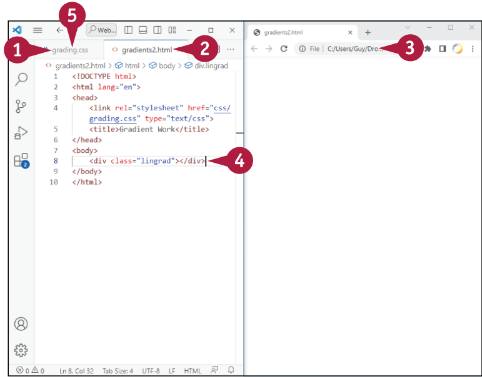 5
Web...
gradients2.html
1
grading.css
gradients2.html
2
File
C:/Users/Guy/Dro...
3
gradients2.html > html > body > div.lingrad
1 <!DOCTYPE html>
2 <html lang="en">
3 <head>
4 <link rel="stylesheet" href="css/
grading.css" type="text/css">
5 <title>Gradient Work</title>
6 </head>
7 <body>
8 <div class="lingrad"></div>
4
9 </body>
10 </html>
2
0 0 Ln 8, Col 32 Tab Size: 4 UTF-8 LF HTML